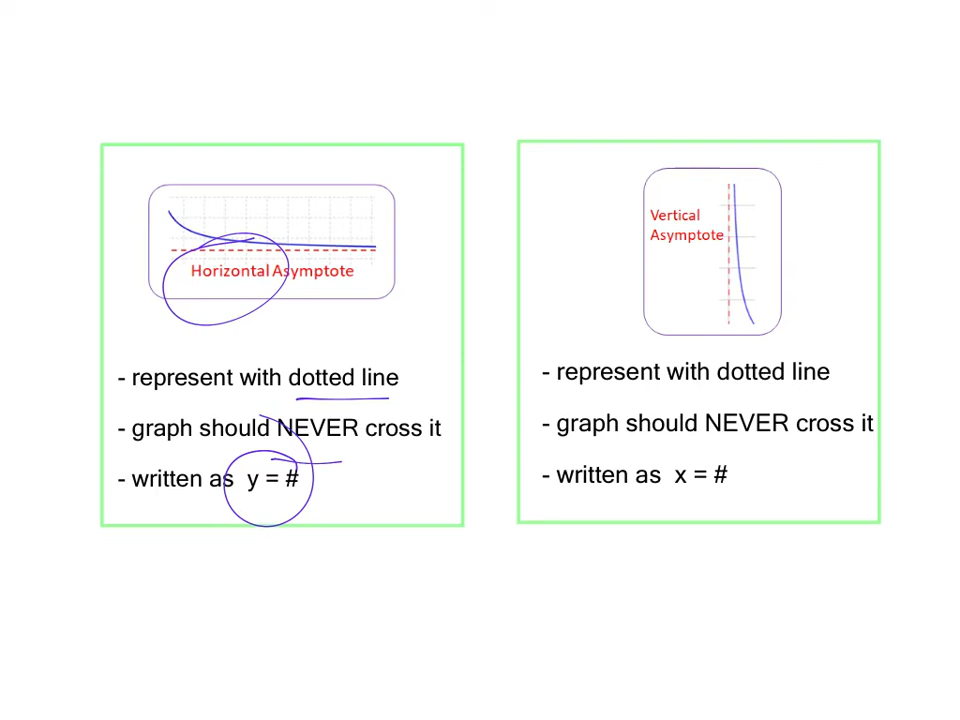 Horizontal Asymptote
- represent with dotted line
- graph should NEVER cross it
- written as y = #
Vertical
Asymptote
- represent with dotted line
- graph should NEVER cross it
- written as x = #